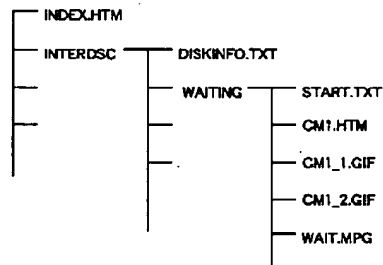 INDEX.HTM
INTERDSC
DISKINFO.TXT
WAITING
START.TXT
CM1.HTM
CM1_1.GIF
CM1_2.GIF
WAIT.MPG